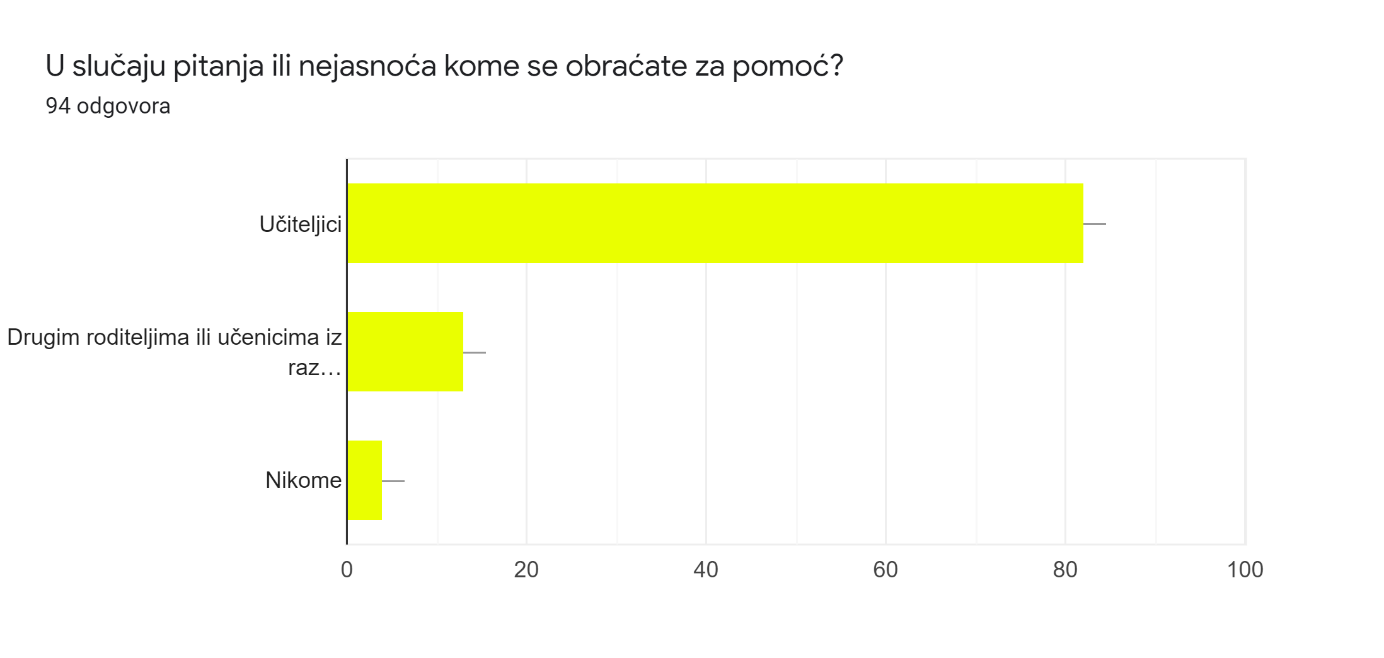 U slučaju pitanja ili nejasnoća kome se obraćate za pomoć?
94 odgovora
Učiteljici
Drugim roditeljima ili učenicima iz
raz…
Nikome
0 20 40 60 80 100